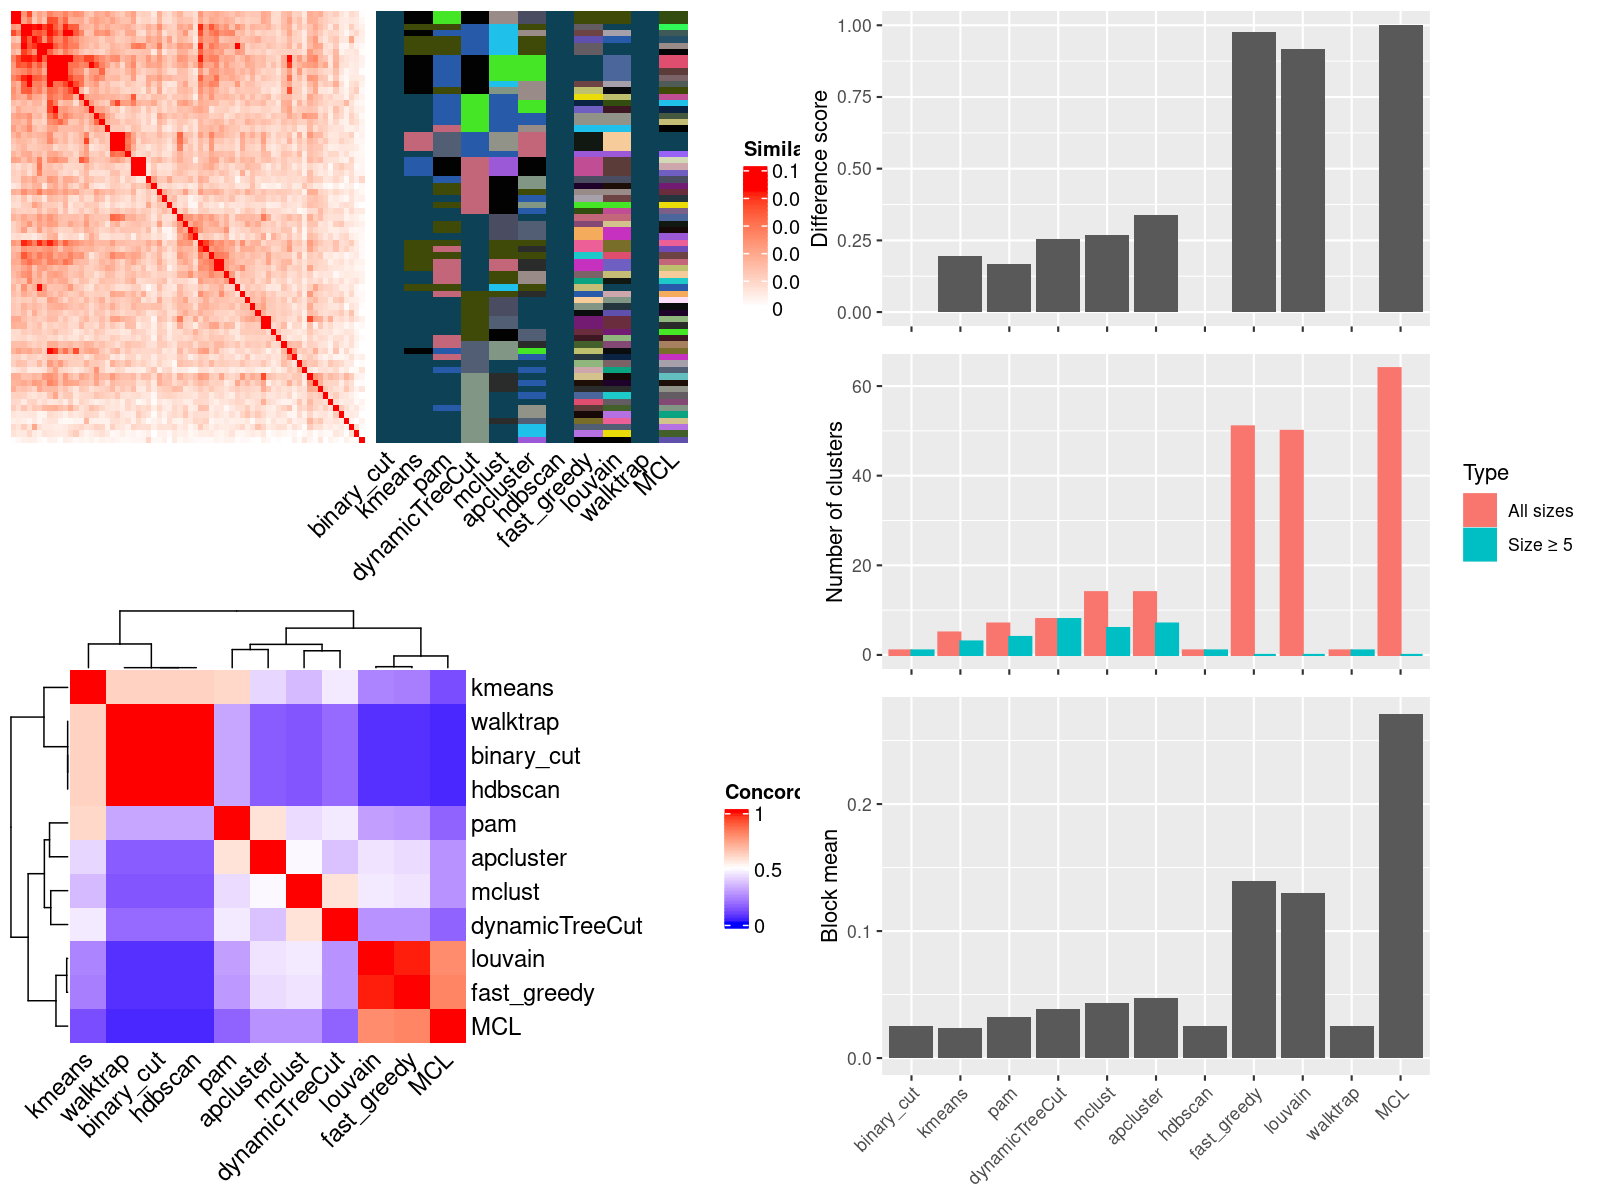 Simila
0.1
0.0
0.0
0.0
0.0
0
binary_cut
kmeans
pam
dynamicTreeCut
mclust
apcluster
hdbscan
fast_greedy
louvain
walktrap
MCL
kmeans
walktrap
binary_cut
hdbscan
pam
apcluster
mclust
dynamicTreeCut
louvain
fast_greedy
MCL
kmeans
walktrap
binary_cut
hdbscan
pam
apcluster
mclust
dynamicTreeCut
louvain
fast_greedy
MCL
Concord
1
0.5
0
Difference score
1.00
0.75
0.50
0.25
0.00
Number of clusters
60
40
20
0
Type
All sizes
Size ≥ 5
Block mean
0.2
0.1
0.0
binary_cut
kmeans
pam
dynamicTreeCut
mclust
apcluster
hdbscan
fast_greedy
louvain
walktrap
MCL